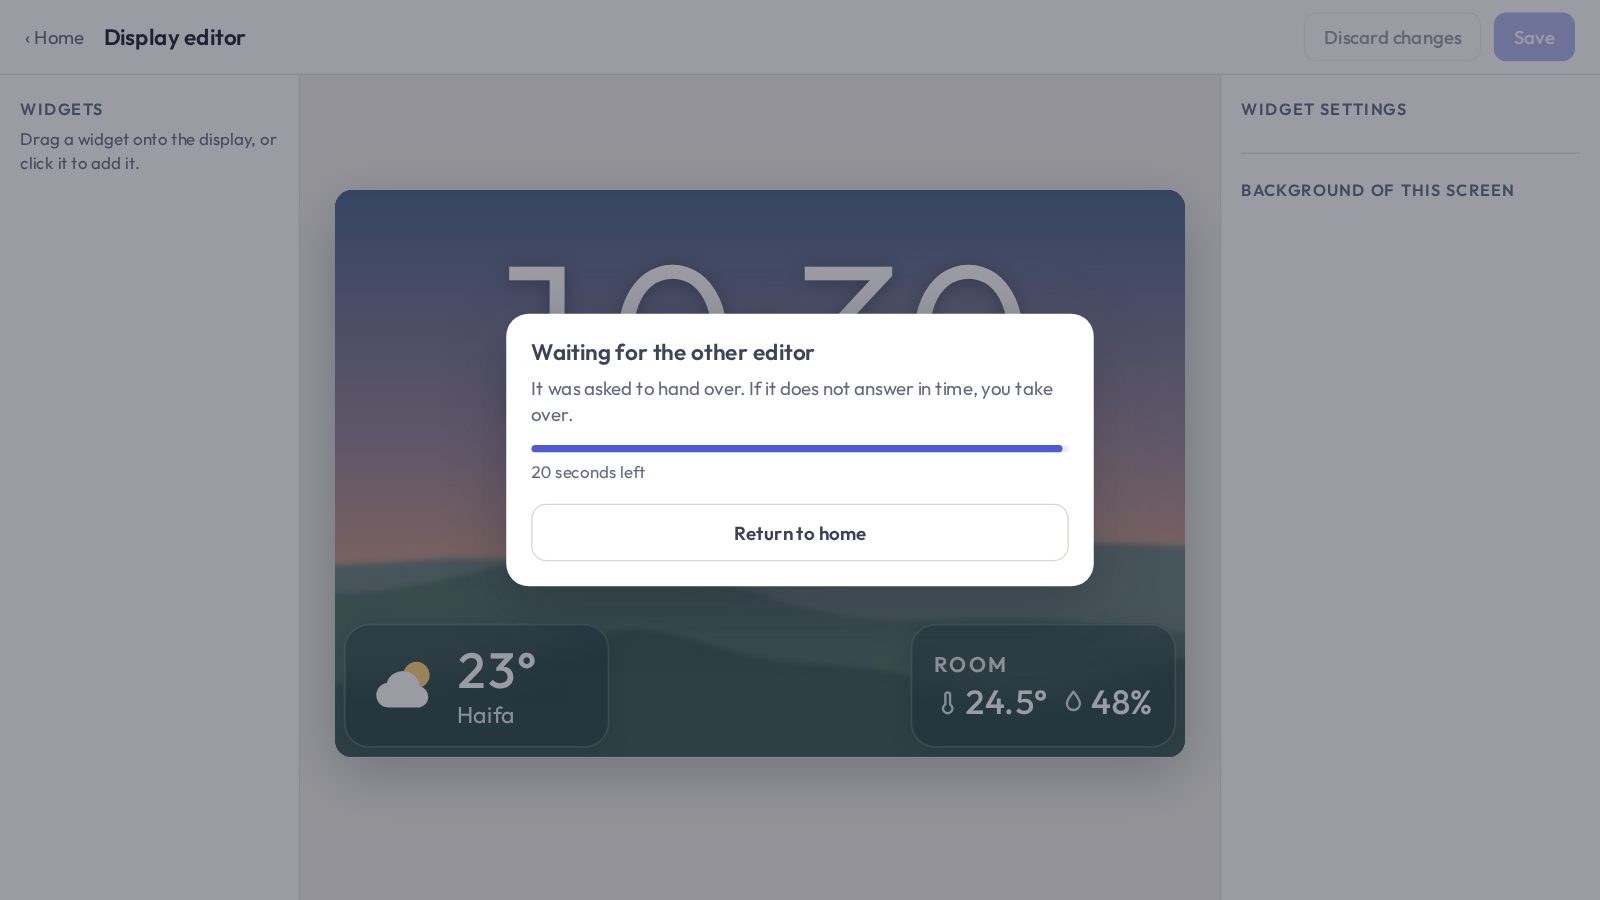 ‹ Home
Display editor
Discard changes
Save
WIDGETS
Drag a widget onto the display, or
click it to add it.
10 30
Waiting for the other editor
It was asked to hand over. If it does not answer in time, you take
over.
20 seconds left
Return to home
23°
Haifa
ROOM
24.5° 48%
WIDGET SETTINGS
BACKGROUND OF THIS SCREEN